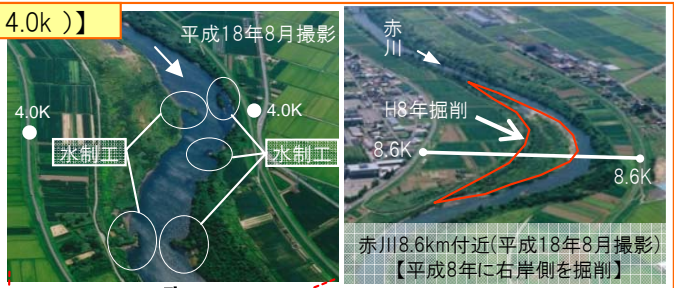 4.0k )】
平成18年8月撮影
4.0K
4.0K
水制工
水制工
赤川
H8年掘削
8.6K
8.6K
赤川8.6km付近(平成18年8月撮影)
【平成8年に右岸側を掘削】